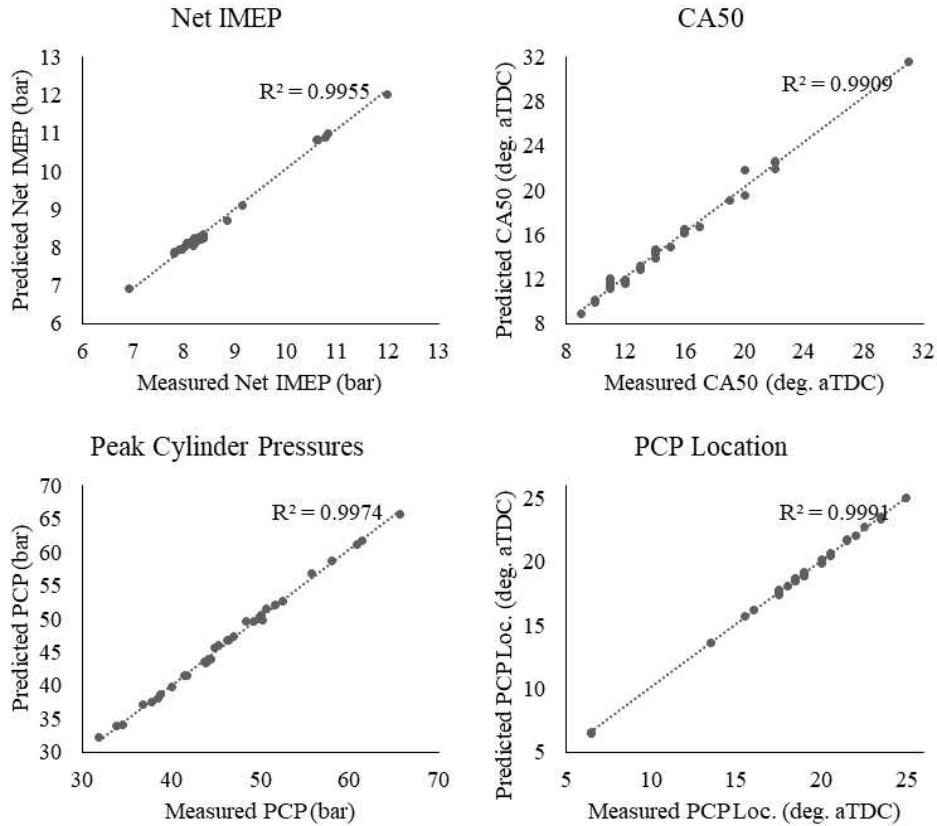 Net IMEP
Predicted Net IMEP (bar)
13
12
11
10
9
8
7
6
R² = 0.9955
6 7 8 9 10 11 12 13
Measured Net IMEP (bar)
CA50
Predicted CA50 (deg. aTDC)
32
28
24
20
16
12
8
R² = 0.9909
8 12 16 20 24 28 32
Measured CA50 (deg. aTDC)
Peak Cylinder Pressures
Predicted PCP (bar)
70
65
60
55
50
45
40
35
30
R² = 0.9974
30 40 50 60 70
Measured PCP (bar)
PCP Location
Predicted PCP Loc. (deg. aTDC)
25
20
15
10
5
R² = 0.9991
5 10 15 20 25
Measured PCP Loc. (deg. aTDC)